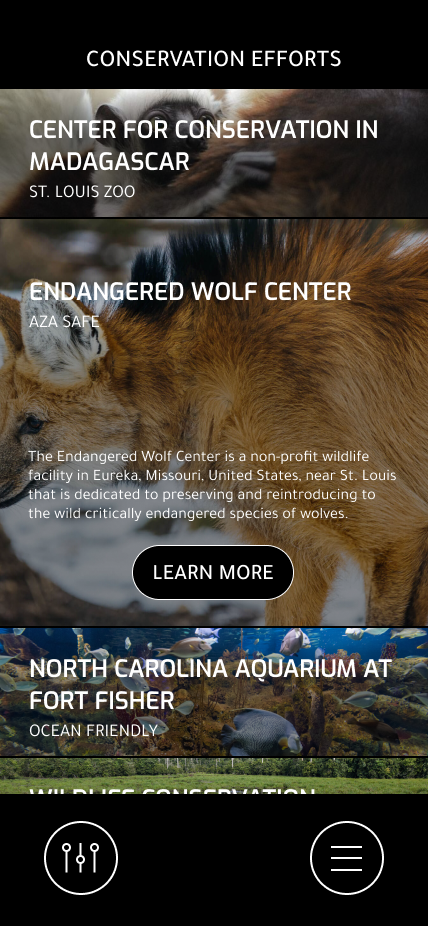 CONSERVATION EFFORTS
CENTER FOR CONSERVATION IN
MADAGASCAR
ST. LOUIS ZOO
ENDANGERED WOLF CENTER
AZA SAFE
The Endangered Wolf Center is a non-profit wildlife
facility in Eureka, Missouri, United States, near St. Louis
that is dedicated to preserving and reintroducing to
the wild critically endangered species of wolves.
LEARN MORE
NORTH CAROLINA AQUARIUM AT
FORT FISHER
OCEAN FRIENDLY
WILDLIFE CONSERVATION